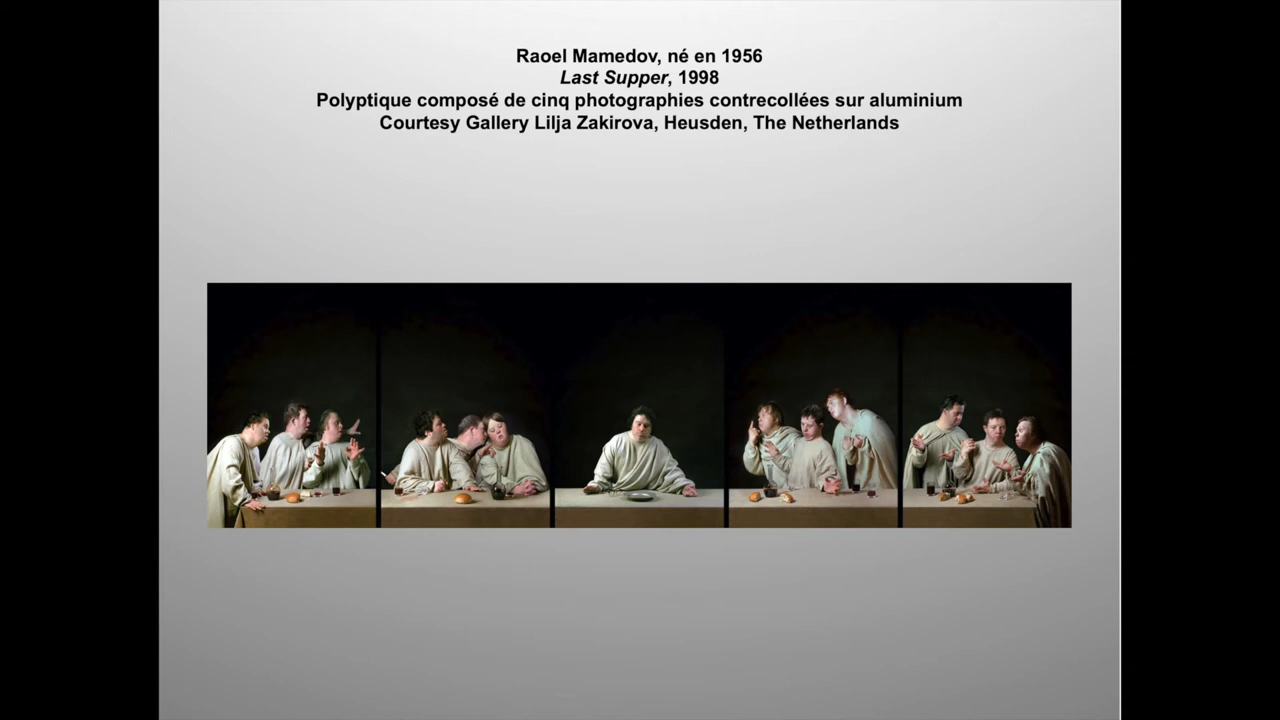 Raoel Mamedov, né en 1956
Last Supper, 1998
Polyptique composé de cinq photographies contrecollées sur aluminium
Courtesy Gallery Lilja Zakirova, Heusden, The Netherlands